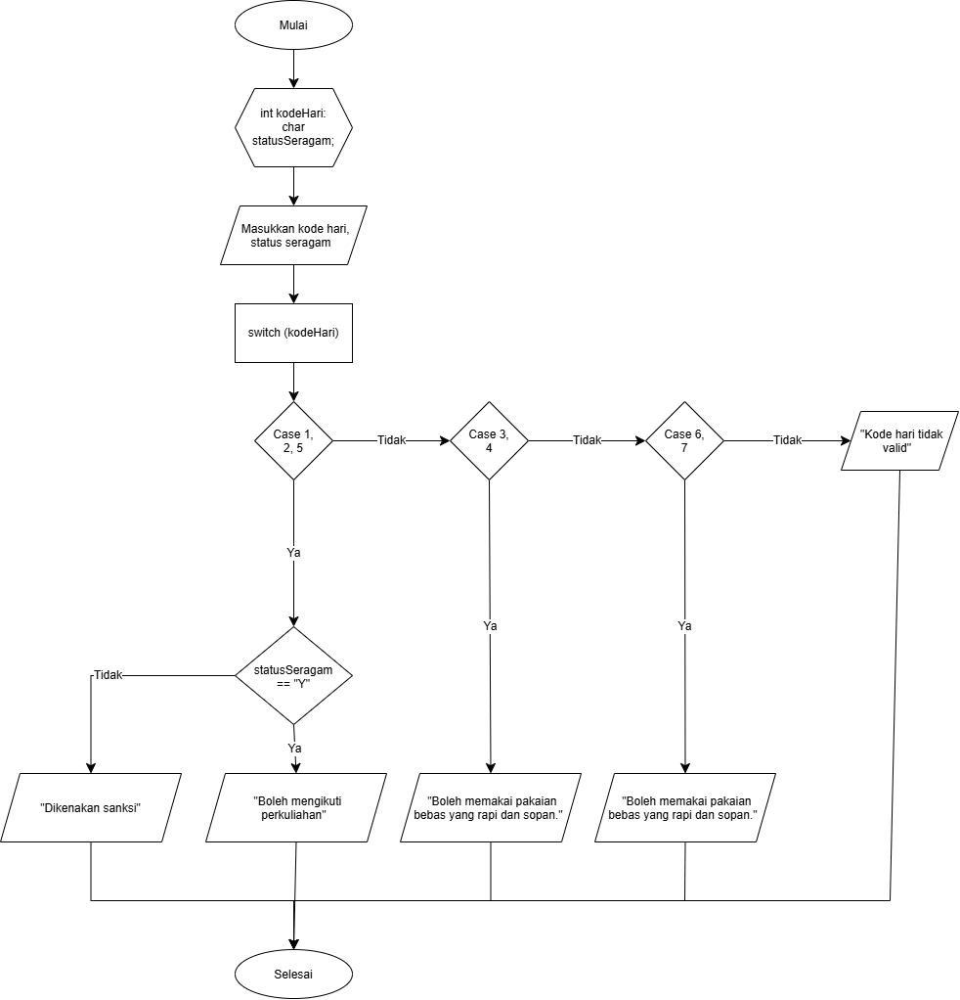 Mulai
int kodeHari:
char
statusSeragam;
Masukkan kode hari,
status seragam
switch (kodeHari)
Case 1,
2, 5
Tidak
Case 3,
4
Tidak
Case 6,
7
Tidak
"Kode hari tidak
valid"
Ya
Ya
Ya
statusSeragam
== "Y"
Tidak
Ya
"Dikenakan sanksi"
"Boleh mengikuti
perkuliahan"
"Boleh memakai pakaian
bebas yang rapi dan sopan."
"Boleh memakai pakaian
bebas yang rapi dan sopan."
Selesai